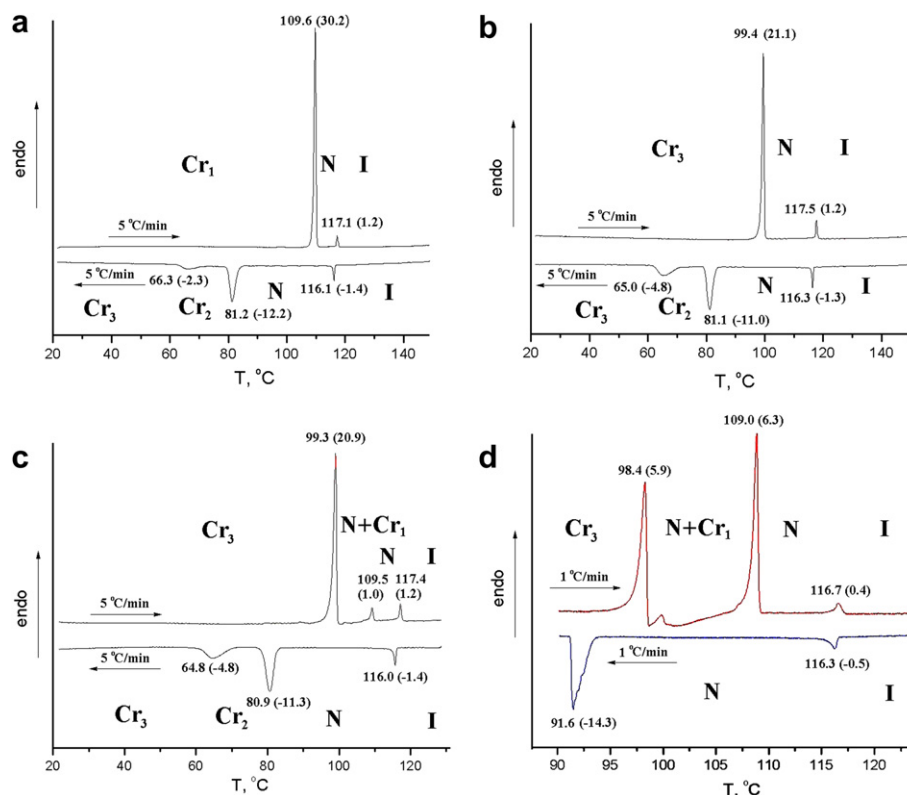 a
109.6 (30.2)
endo
Cr₁
N
I
5 °C/min
117.1 (1.2)
5 °C/min
66.3 (-2.3)
N
116.1 (-1.4)
I
Cr₃
Cr₂
81.2 (-12.2)
20 40 60 80 100 120 140
T, °C
b
99.4 (21.1)
endo
Cr₃
N
I
5 °C/min
117.5 (1.2)
5 °C/min
65.0 (-4.8)
N
116.3 (-1.3)
I
Cr₃
Cr₂
81.1 (-11.0)
20 40 60 80 100 120 140
T, °C
c
99.3 (20.9)
endo
Cr₃
N+Cr₁
N
I
109.5
(1.0)
117.4
(1.2)
5 °C/min
5 °C/min
64.8 (-4.8)
116.0 (-1.4)
80.9 (-11.3)
Cr₃
Cr₂
N
I
20 40 60 80 100 120
T, °C
d
109.0 (6.3)
98.4 (5.9)
endo
Cr₃
N+Cr₁
N
I
1 °C/min
116.7 (0.4)
1 °C/min
116.3 (-0.5)
N
I
91.6 (-14.3)
90 95 100 105 110 115 120
T, °C